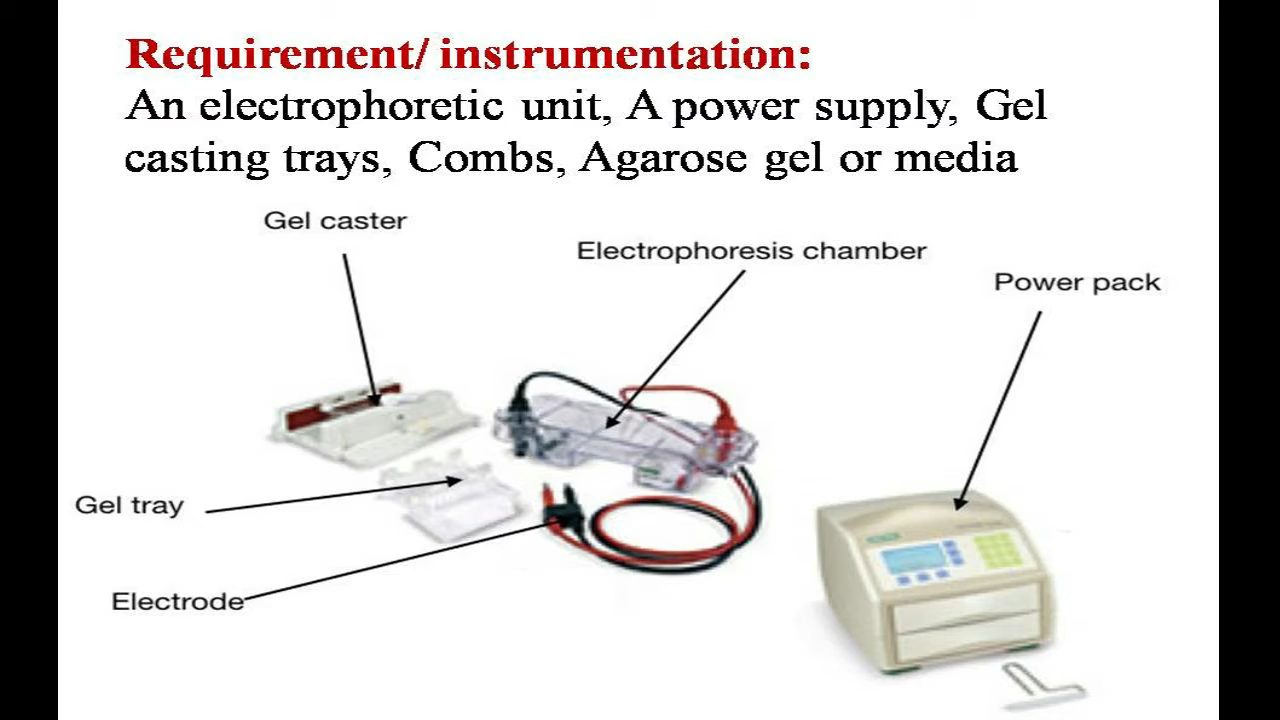 Requirement/ instrumentation:
An electrophoretic unit, A power supply, Gel
casting trays, Combs, Agarose gel or media
Gel caster
Electrophoresis chamber
Power pack
Gel tray
Electrode